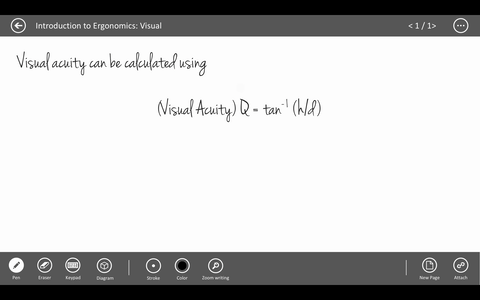 Introduction to Ergonomics: Visual
< 1 / 1>
Visual acuity can be calculated using
(Visual Acuity) Q = tan⁻¹ (h/d)
Pen
Eraser
Keypad
Diagram
Stroke
Color
Zoom writing
New Page
Attach